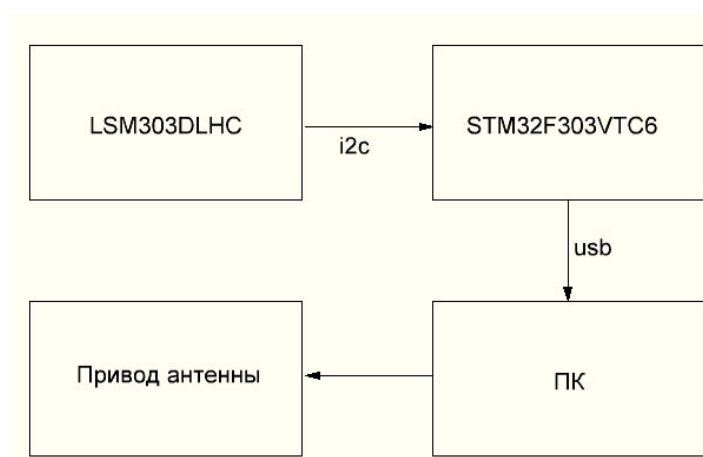 LSM303DLHC
i2c
STM32F303VTC6
usb
Привод антенны
ПК